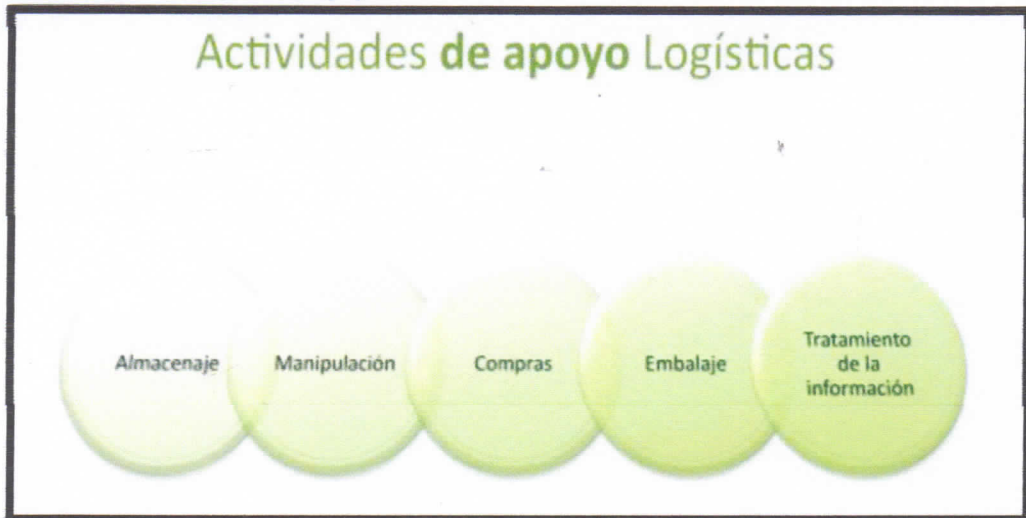 Actividades de apoyo Logísticas
Almacenaje
Manipulación
Compras
Embalaje
Tratamiento
de la
información